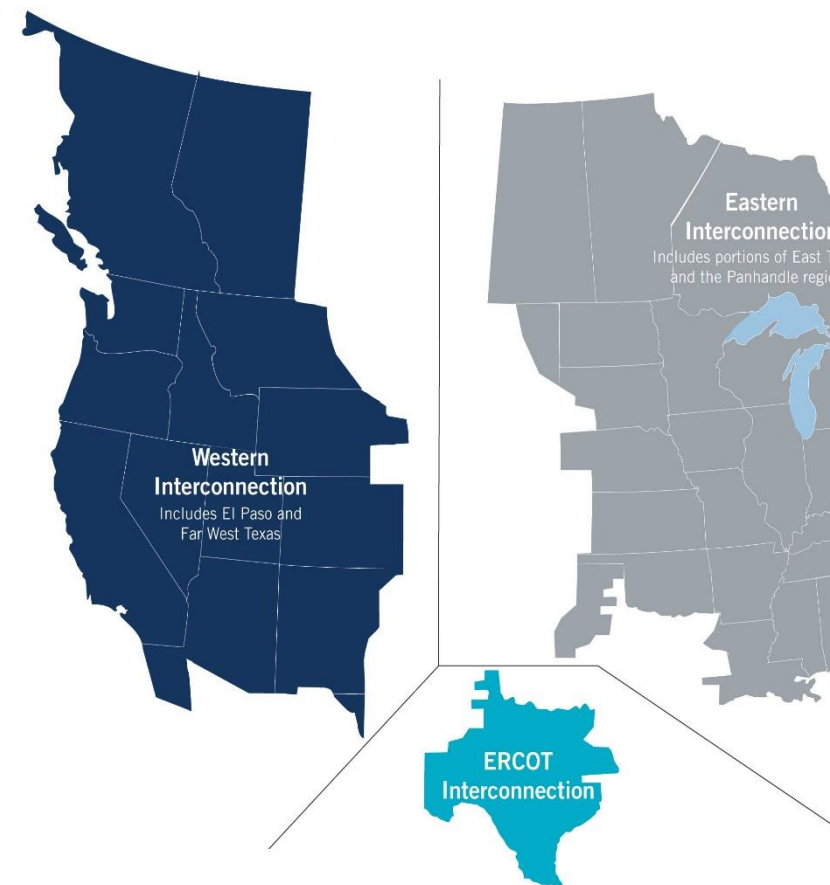 Western
Interconnection
Includes El Paso and
Far West Texas
Eastern
Interconnection
Includes portions of East
and the Panhandle
ERCOT
Interconnection